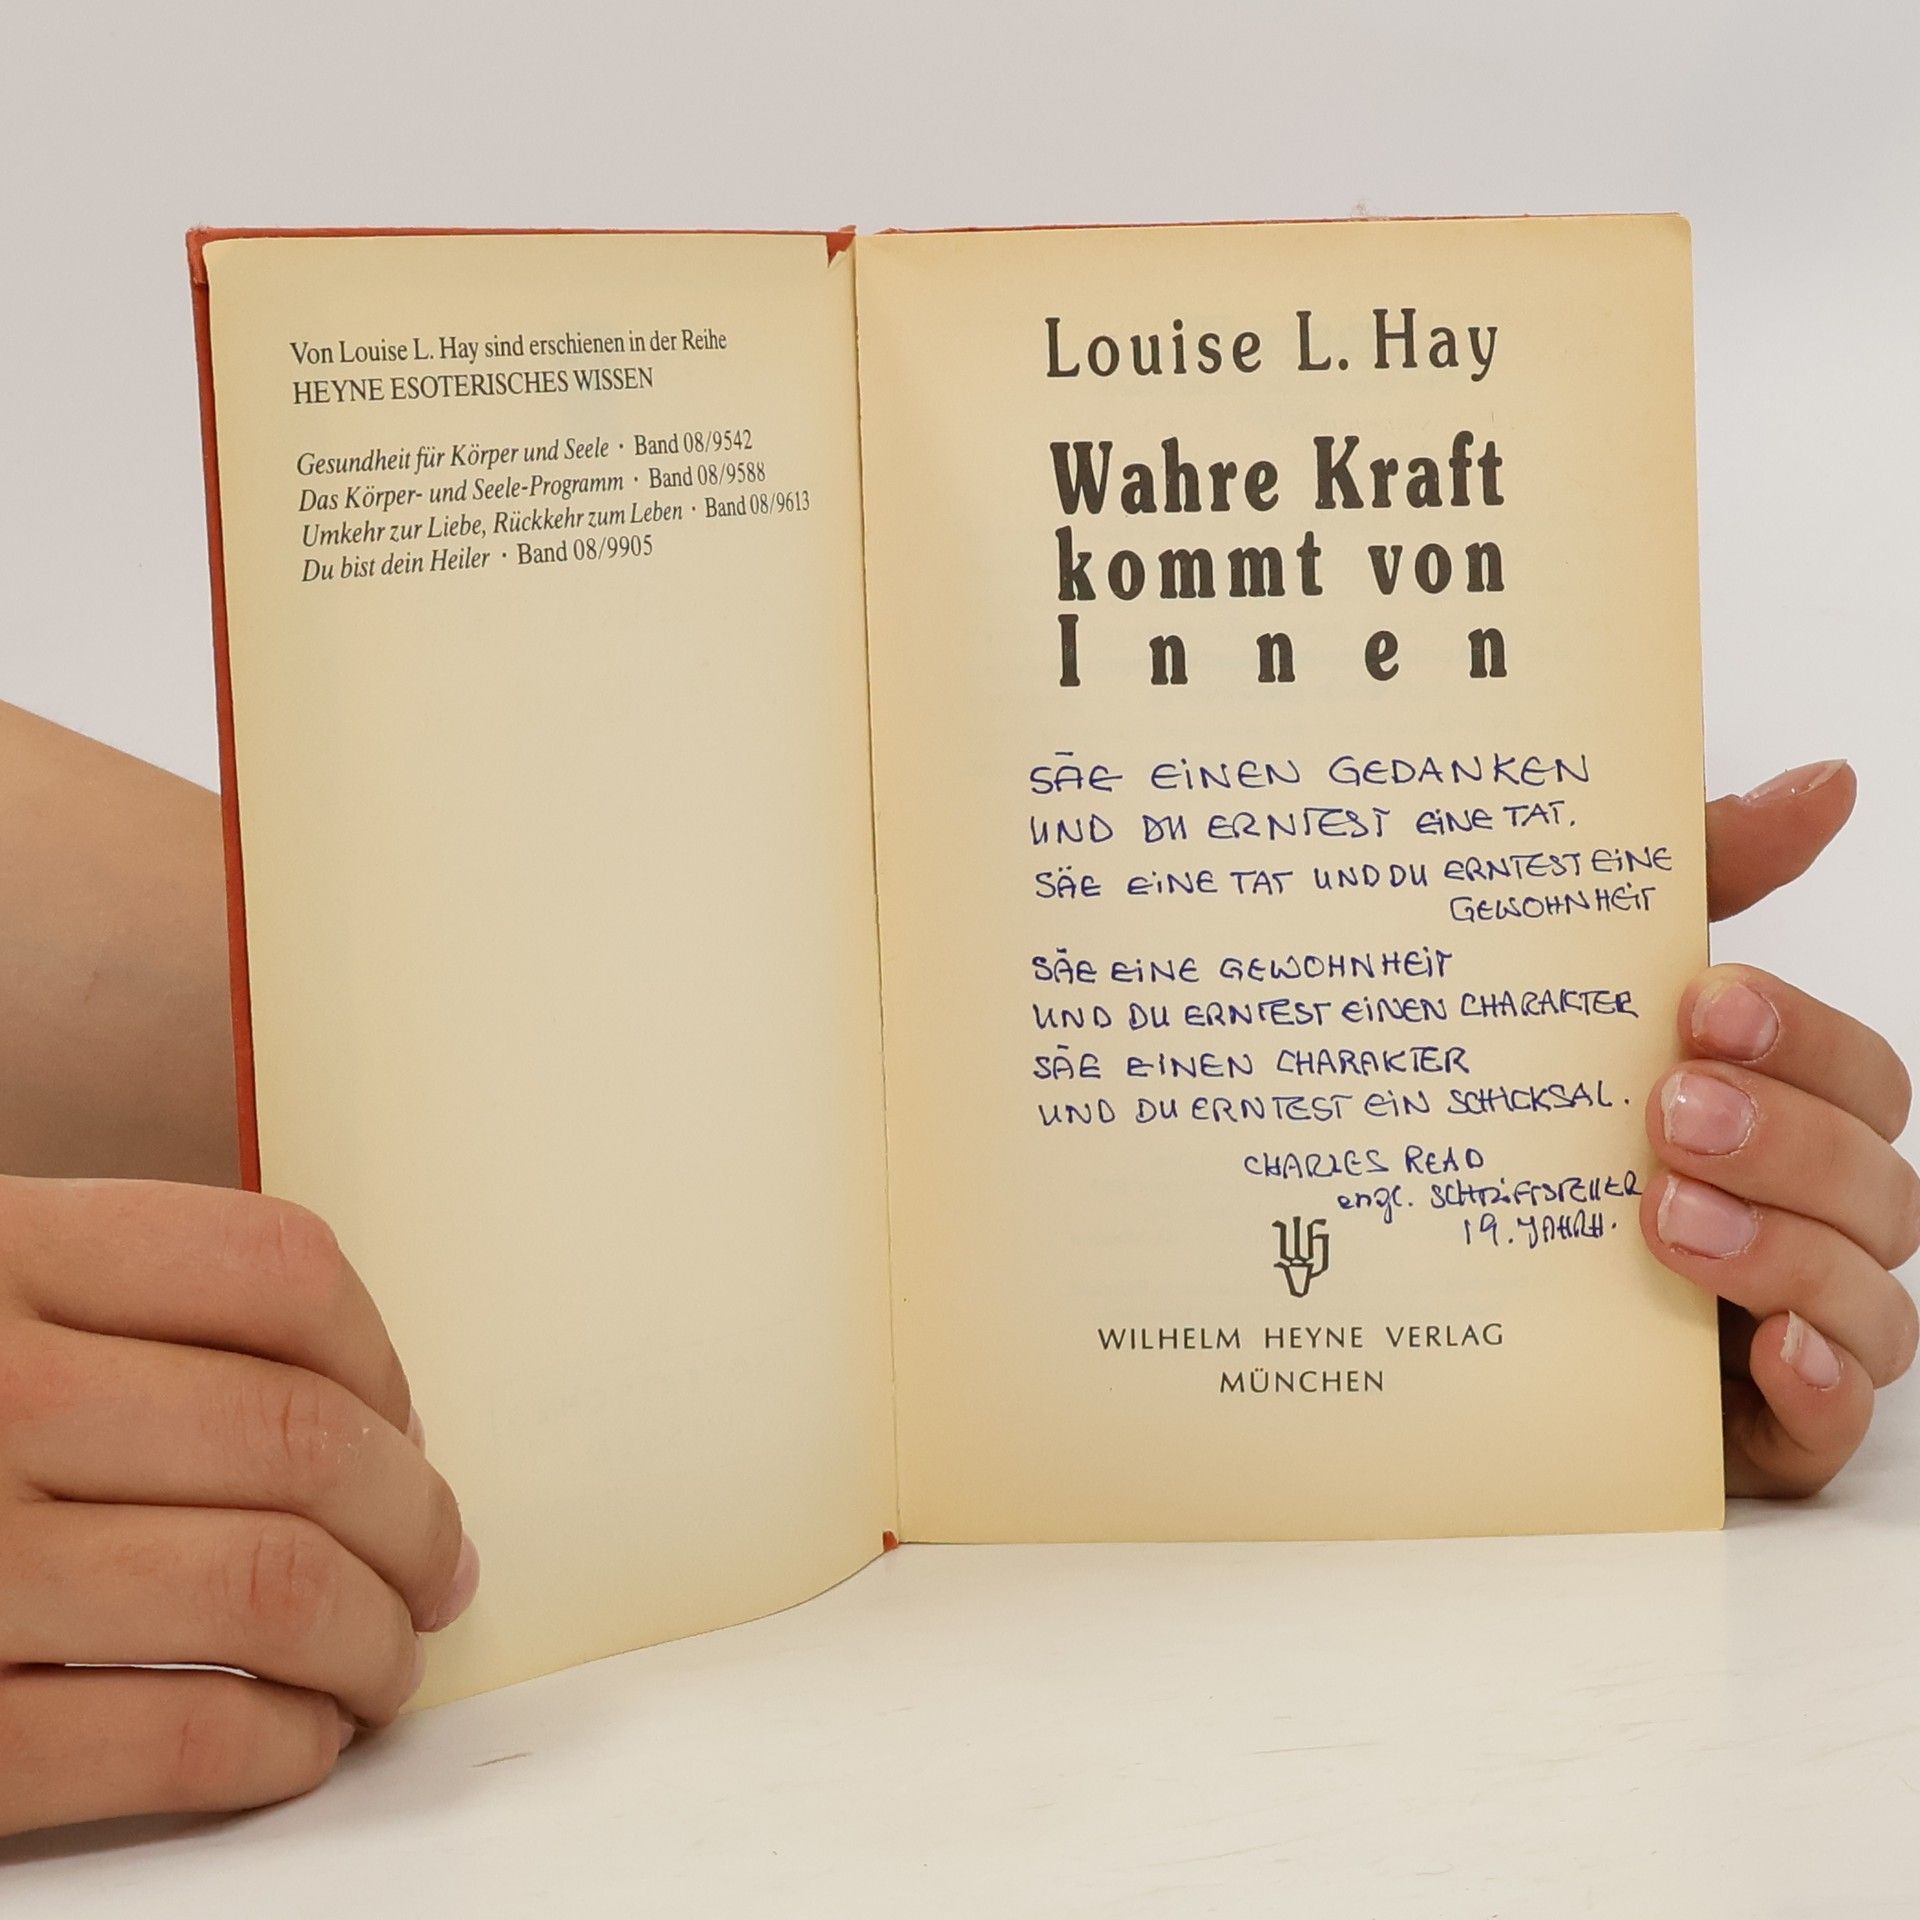 Von Louise L. Hay sind erschienen in der Reihe
HEYNE ESOTERISCHES WISSEN
Gesundheit für Körper und Seele · Band 08/9542
Das Körper- und Seele-Programm · Band 08/9588
Umkehr zur Liebe, Rückkehr zum Leben · Band 08/9613
Du bist dein Heiler · Band 08/9905
Louise L. Hay
Wahre Kraft
kommt von
Innen
SÄE EINEN GEDANKEN
UND DU ERNTEST EINE TAT.
SÄE EINE TAT UND DU ERNTEST EINE
GEWOHNHEIT
SÄE EINE GEWOHNHEIT
UND DU ERNTEST EINEN CHARAKTER
SÄE EINEN CHARAKTER
UND DU ERNTEST EIN SCHICKSAL.
CHARLES READ
engl. SCHRIFTSTELLER
19. JAHRH.
WILHELM HEYNE VERLAG
MÜNCHEN